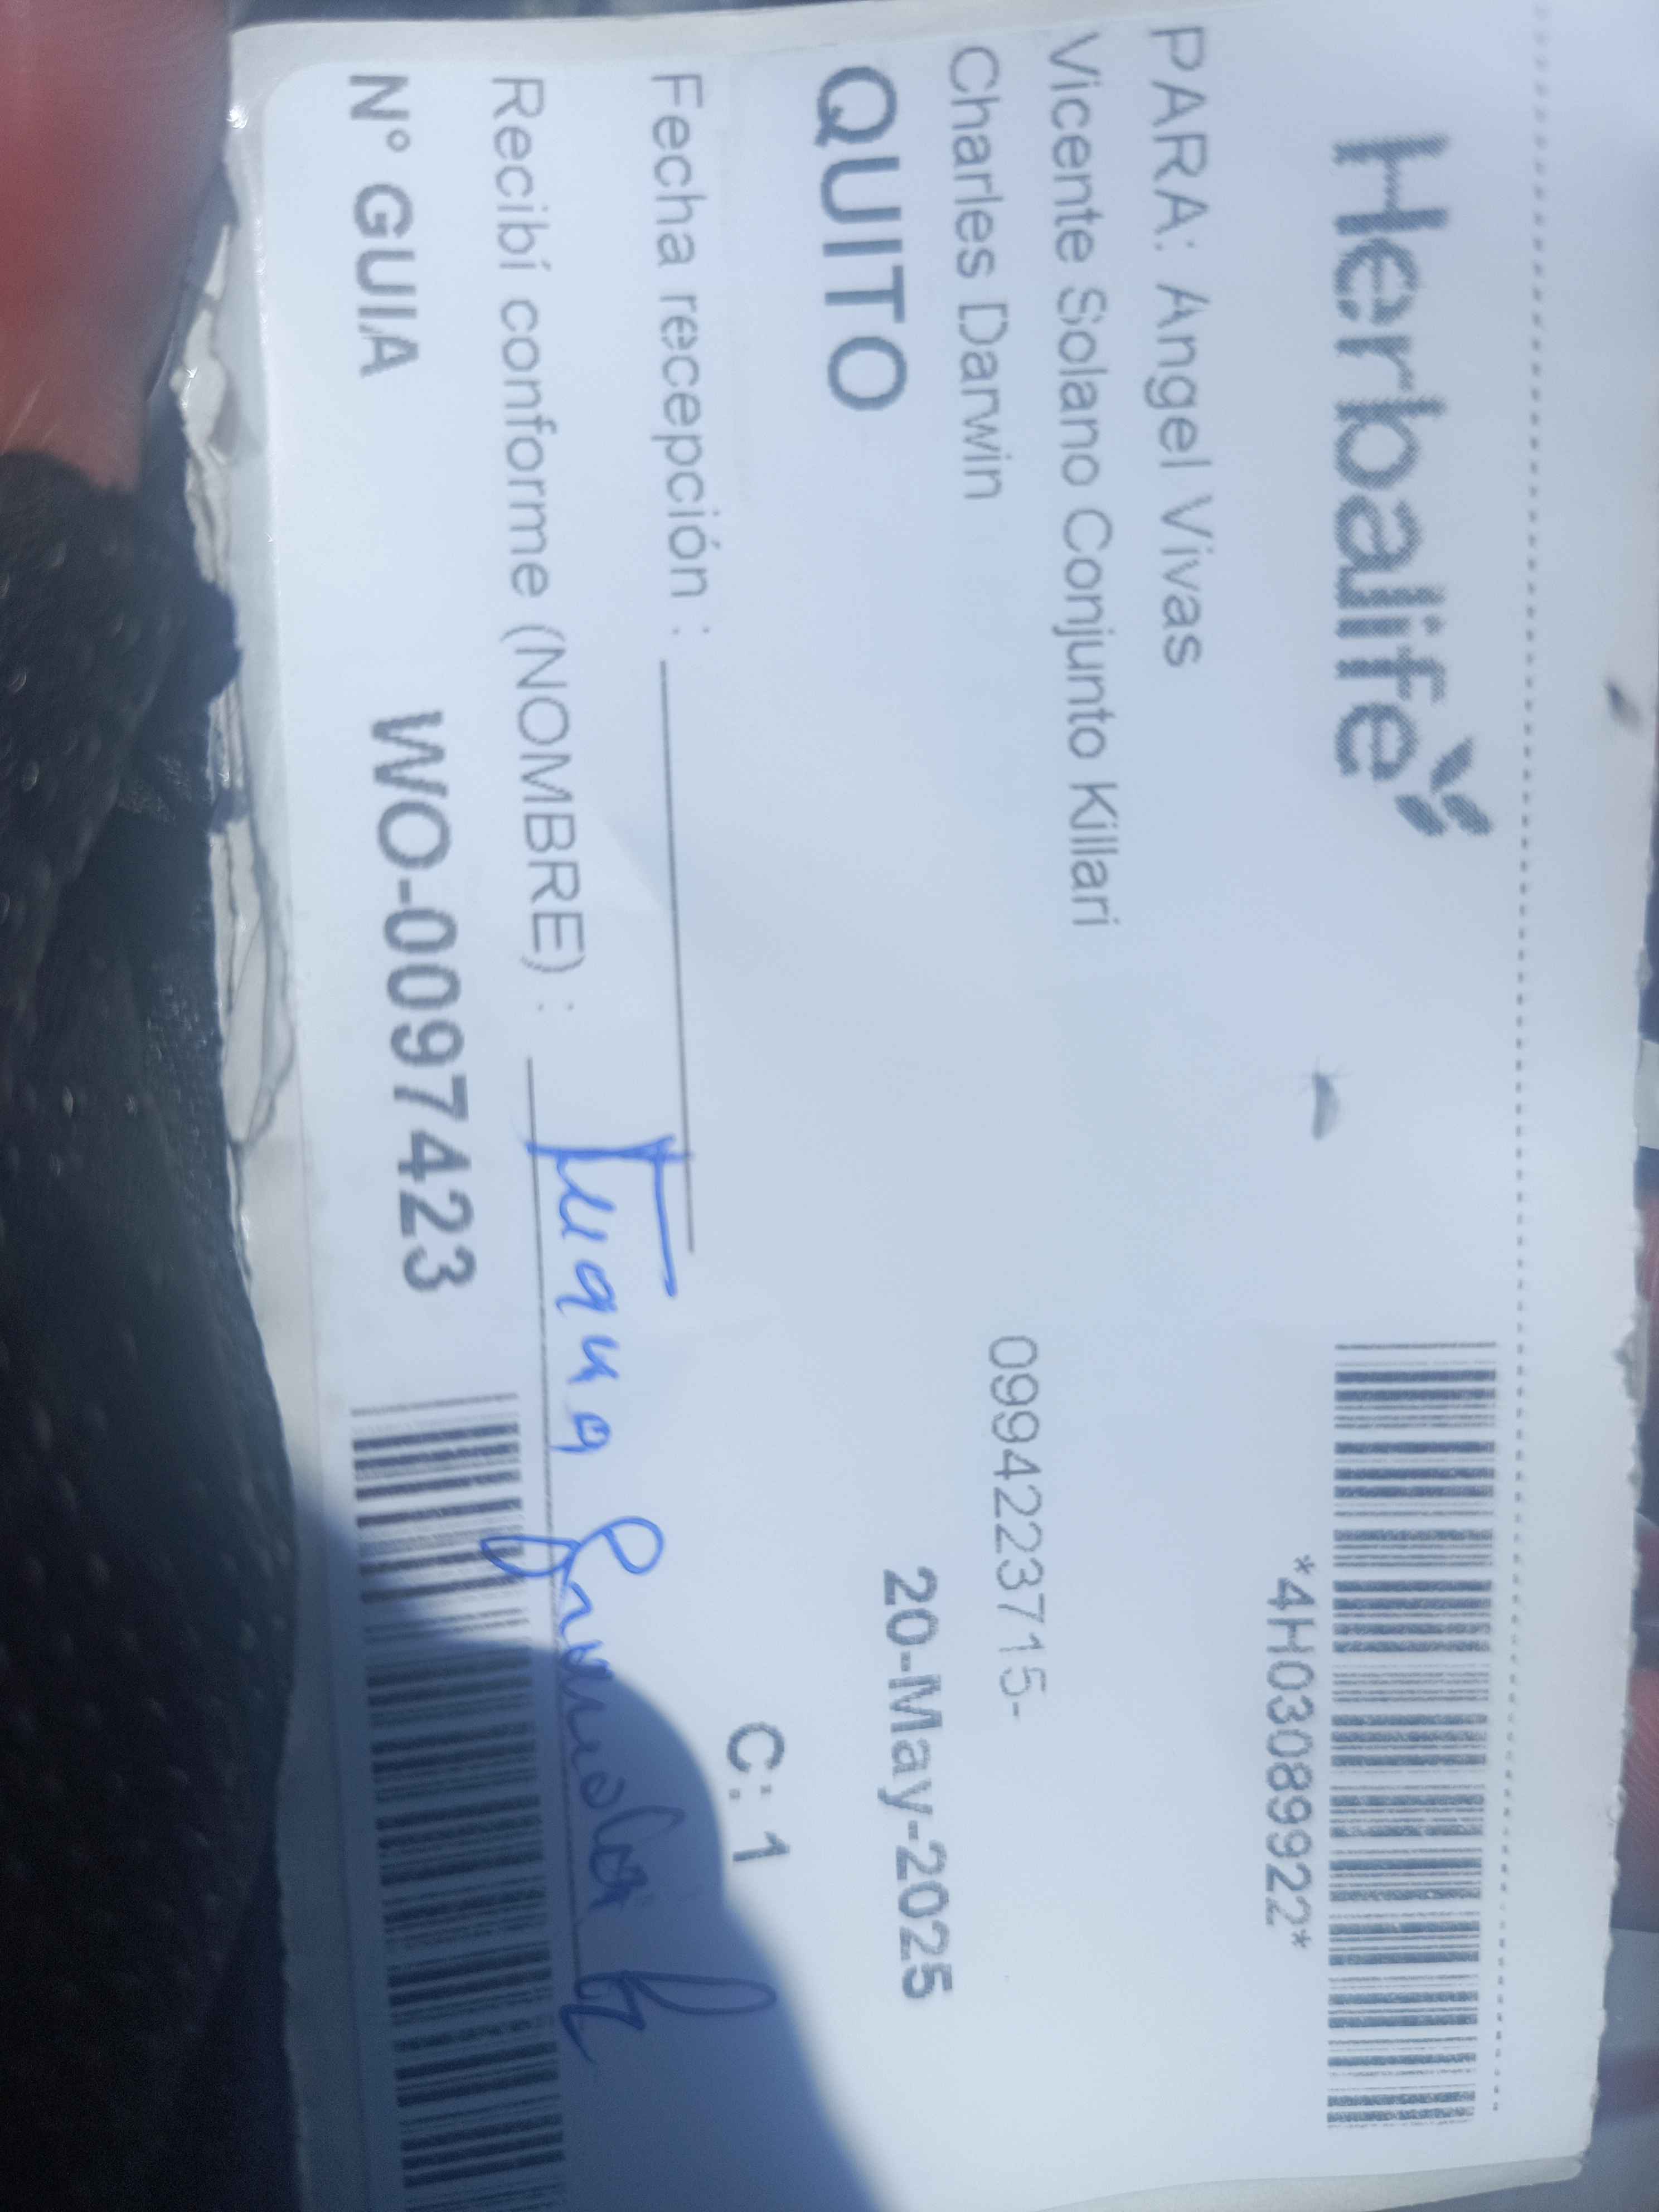 Herbalife
*4H03089922*
PARA: Angel Vivas
Vicente Solano Conjunto Killari
Charles Darwin
0994223715-
QUITO
20-May-2025
C: 1
Fecha recepción :
Recibí conforme (NOMBRE) :
N° GUIA WO-0097423